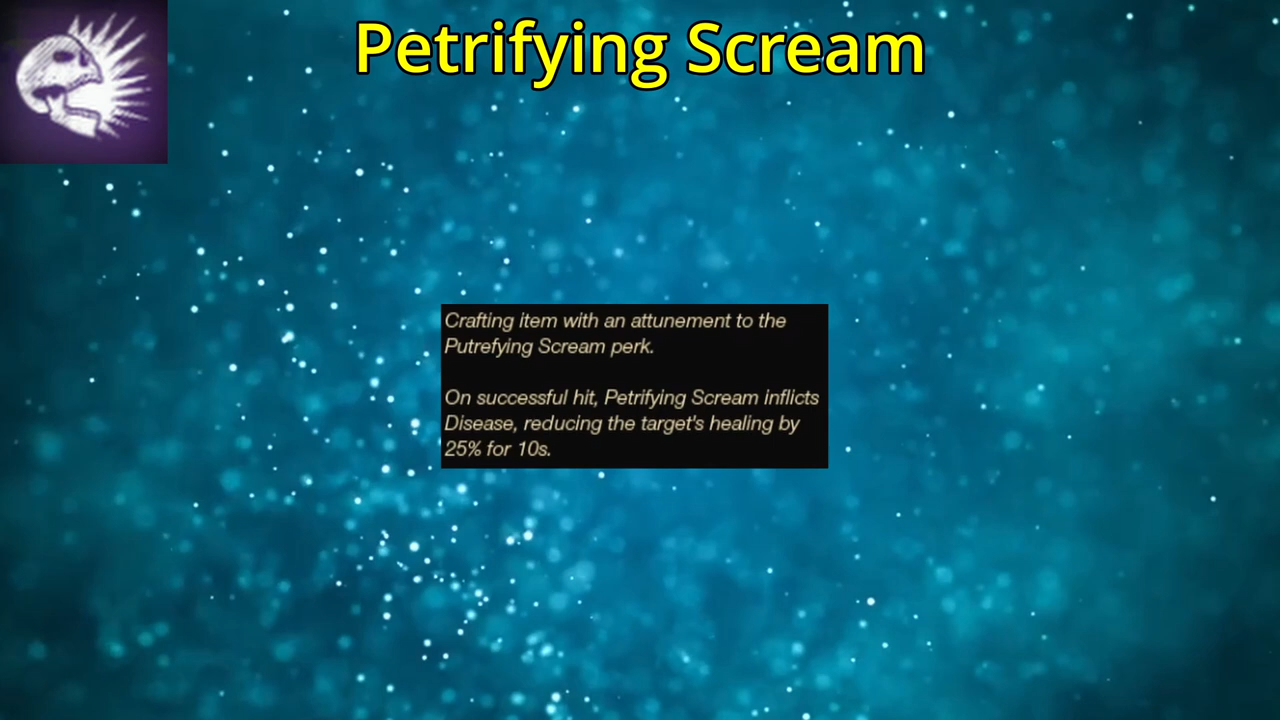 Petrifying Scream
Crafting item with an attunement to the
Putrefying Scream perk.
On successful hit, Petrifying Scream inflicts
Disease, reducing the target's healing by
25% for 10s.